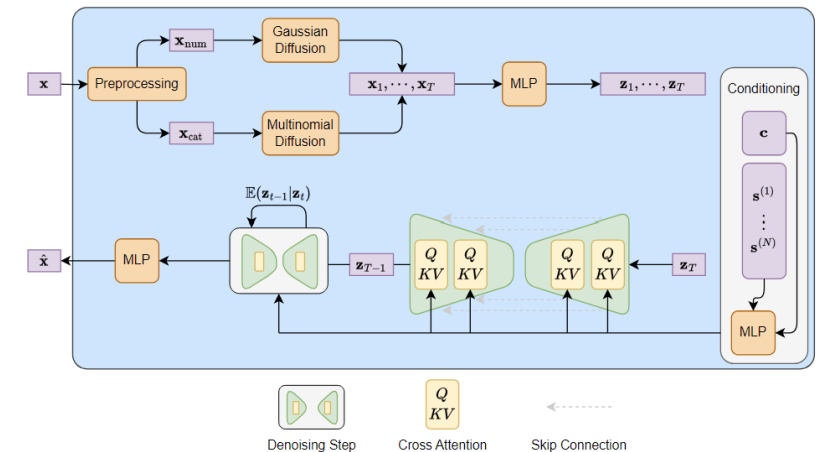 x
Preprocessing
x_num
Gaussian
Diffusion
x_cat
Multinomial
Diffusion
x_1, ⋯, x_T
MLP
z_1, ⋯, z_T
Conditioning
c
s^(1)
⋮
s^(N)
MLP
𝔼(z_{t−1}|z_t)
x̂
MLP
z_{T−1}
Q
KV
Q
KV
Q
KV
Q
KV
z_T
Q
KV
Denoising Step
Cross Attention
Skip Connection